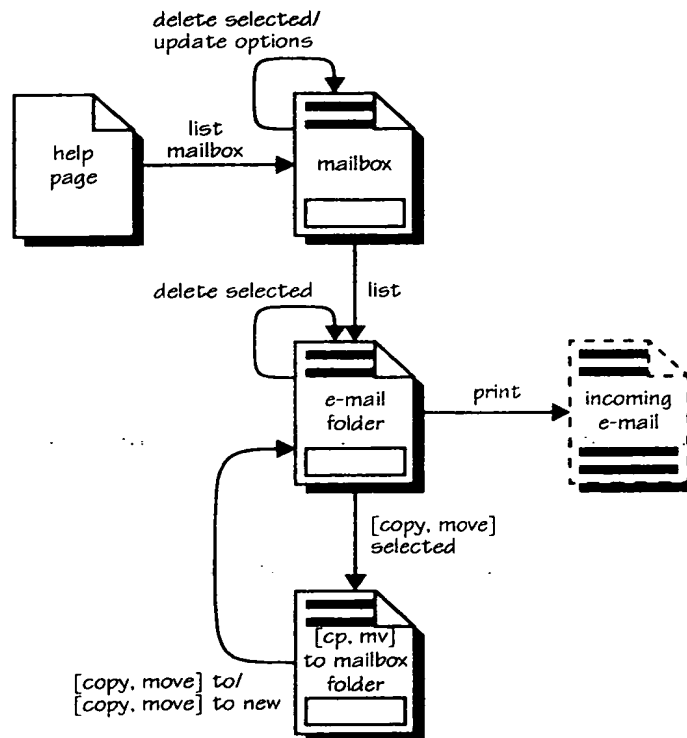 delete selected/
update options
help
page
list
mailbox
mailbox
delete selected
list
e-mail
folder
print
incoming
e-mail
[copy, move]
selected
[cp, mv]
to mailbox
folder
[copy, move] to/
[copy, move] to new